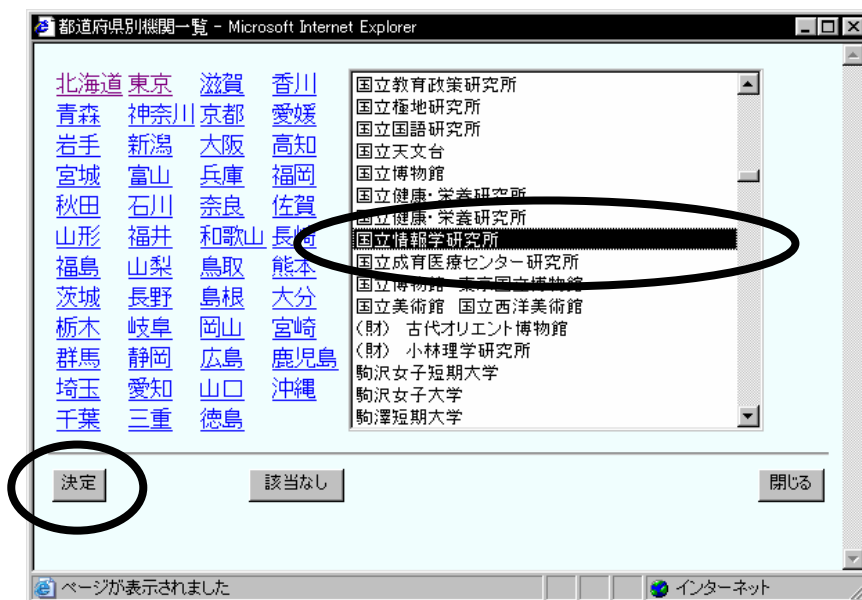 都道府県別機関一覧 - Microsoft Internet Explorer
北海道 東京 滋賀 香川
青森 神奈川 京都 愛媛
岩手 新潟 大阪 高知
宮城 富山 兵庫 福岡
秋田 石川 奈良 佐賀
山形 福井 和歌山 長崎
福島 山梨 鳥取 熊本
茨城 長野 島根 大分
栃木 岐阜 岡山 宮崎
群馬 静岡 広島 鹿児島
埼玉 愛知 山口 沖縄
千葉 三重 徳島
国立教育政策研究所
国立極地研究所
国立国語研究所
国立天文台
国立博物館
国立健康・栄養研究所
国立健康・栄養研究所
国立情報学研究所
国立成育医療センター研究所
国立博物館 東京国立博物館
国立美術館 国立西洋美術館
（財） 古代オリエント博物館
（財） 小林理学研究所
駒沢女子短期大学
駒沢女子大学
駒澤短期大学
決定 該当なし 閉じる
ページが表示されました インターネット